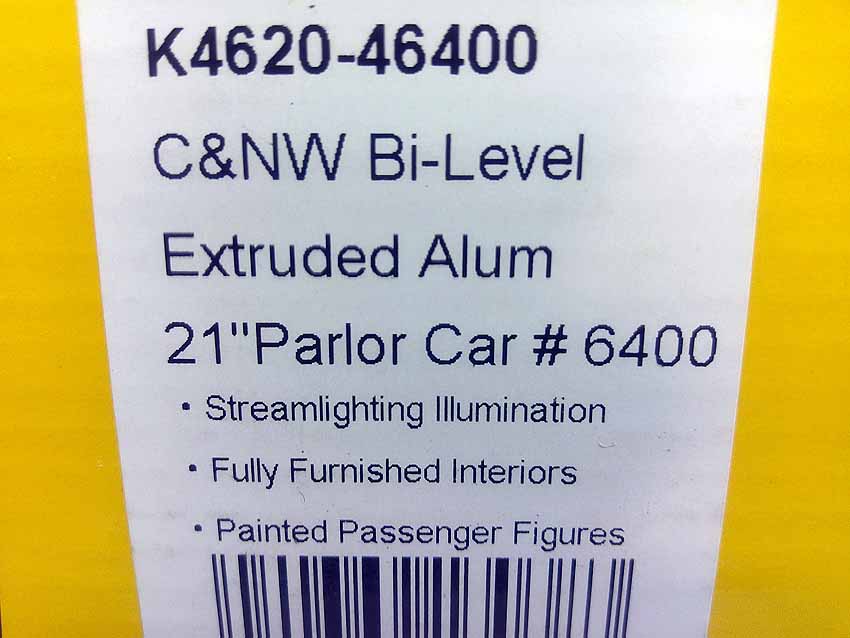 K4620-46400
C&NW Bi-Level
Extruded Alum
21"Parlor Car # 6400
• Streamlighting Illumination
• Fully Furnished Interiors
• Painted Passenger Figures